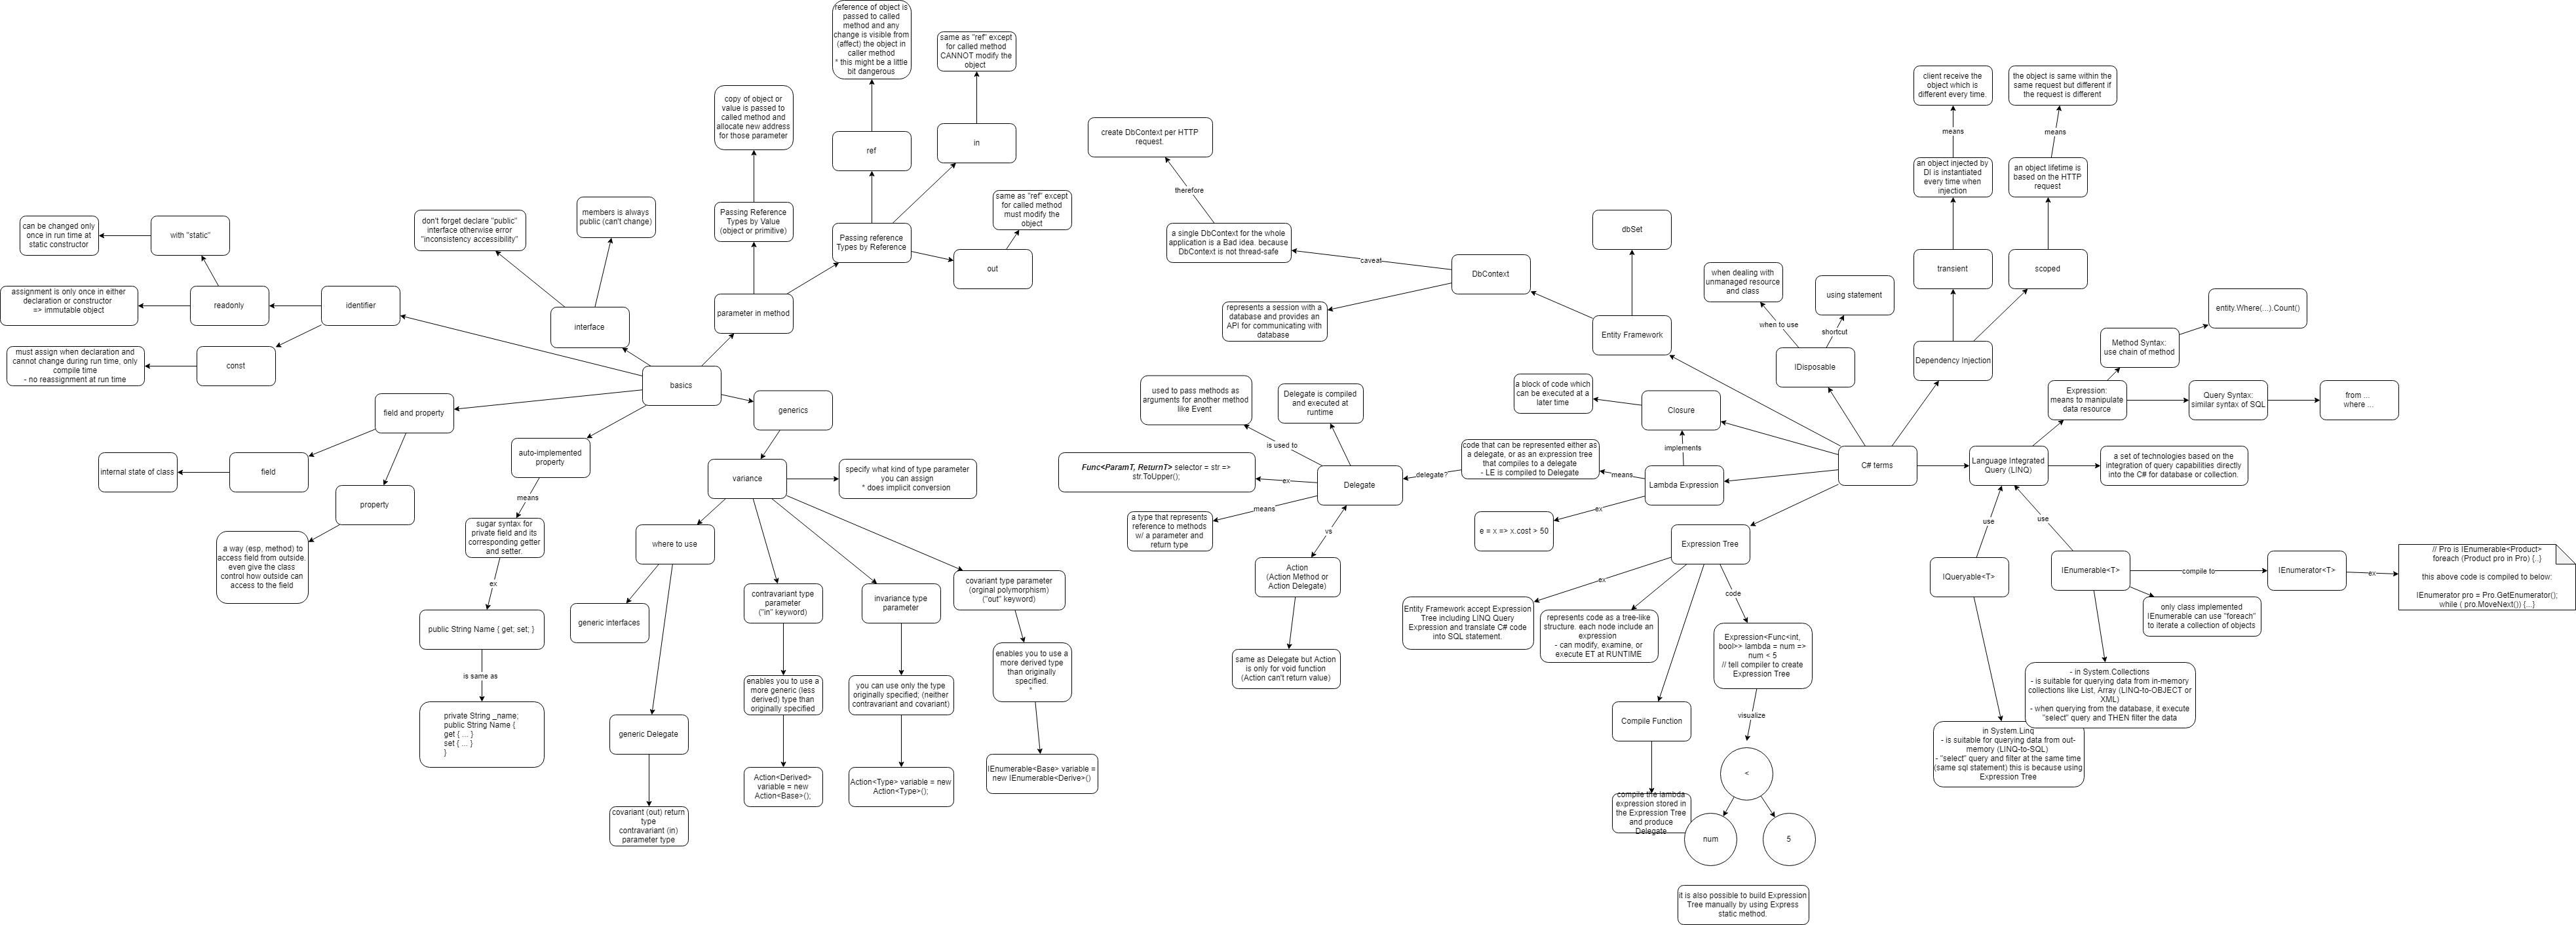 reference of object is
passed to called
method and any
change is visible from
(affect) the object in
caller method
* this might be a little
bit dangerous
same as "ref" except
for called method
CANNOT modify the
object
copy of object or
value is passed to
called method and
allocate new address
for those parameter
ref
in
Passing Reference
Types by Value
(object or primitive)
Passing reference
Types by Reference
same as "ref" except
for called method
must modify the
object
out
parameter in method
members is always
public (can't change)
don't forget declare "public"
interface otherwise error
"inconsistency accessibility"
interface
can be changed only
once in run time at
static constructor
with "static"
assignment is only once in either
declaration or constructor
=> immutable object
readonly
identifier
must assign when declaration and
cannot change during run time, only
compile time
- no reassignment at run time
const
basics
field and property
generics
internal state of class
field
property
a way (esp, method) to
access field from outside.
even give the class
control how outside can
access to the field
auto-implemented
property
means
sugar syntax for
private field and its
corresponding getter
and setter.
ex
public String Name { get; set; }
is same as
private String _name;
public String Name {
get { ... }
set { ... }
}
variance
specify what kind of type parameter
you can assign
* does implicit conversion
where to use
generic interfaces
generic Delegate
covariant (out) return
type
contravariant (in)
parameter type
contravariant type
parameter
("in" keyword)
enables you to use a
more generic (less
derived) type than
originally specified
Action<Derived>
variable = new
Action<Base>();
invariance type
parameter
you can use only the type
originally specified; (neither
contravariant and covariant)
Action<Type> variable = new
Action<Type>();
covariant type parameter
(orginal polymorphism)
("out" keyword)
enables you to use a
more derived type
than originally
specified.
*
IEnumerable<Base> variable =
new IEnumerable<Derive>()
create DbContext per HTTP
request.
therefore
a single DbContext for the whole
application is a Bad idea. because
DbContext is not thread-safe
caveat
DbContext
represents a session with a
database and provides an
API for communicating with
database
dbSet
Entity Framework
when dealing with
unmanaged resource
and class
using statement
when to use
shortcut
IDisposable
client receive the
object which is
different every time.
the object is same within the
same request but different if
the request is different
means
means
an object injected by
DI is instantiated
every time when
injection
an object lifetime is
based on the HTTP
request
transient
scoped
Dependency Injection
entity.Where(...).Count()
Method Syntax:
use chain of method
Expression:
means to manipulate
data resource
Query Syntax:
similar syntax of SQL
from ...
where ...
C# terms
Language Integrated
Query (LINQ)
a set of technologies based on the
integration of query capabilities directly
into the C# for database or collection.
use
use
IQueryable<T>
IEnumerable<T>
compile to
IEnumerator<T>
ex
// Pro is IEnumerable<Product>
foreach (Product pro in Pro) {..}
this above code is compiled to below:
IEnumerator pro = Pro.GetEnumerator();
while ( pro.MoveNext()) {...}
only class implemented
IEnumerable can use "foreach"
to iterate a collection of objects
- in System.Collections
- is suitable for querying data from in-memory
collections like List, Array (LINQ-to-OBJECT or
XML)
- when querying from the database, it execute
"select" query and THEN filter the data
in System.Linq
- is suitable for querying data from out-
memory (LINQ-to-SQL)
- "select" query and filter at the same time
(same sql statement) this is because using
Expression Tree
a block of code which
can be executed at a
later time
Closure
implements
Lambda Expression
means
code that can be represented either as
a delegate, or as an expression tree
that compiles to a delegate
- LE is compiled to Delegate
delegate?
ex
e = x => x.cost > 50
used to pass methods as
arguments for another method
like Event
Delegate is compiled
and executed at
runtime
is used to
Func<ParamT, ReturnT> selector = str =>
str.ToUpper();
ex
Delegate
means
a type that represents
reference to methods
w/ a parameter and
return type
vs
Action
(Action Method or
Action Delegate)
same as Delegate but Action
is only for void function
(Action can't return value)
Expression Tree
ex
Entity Framework accept Expression
Tree including LINQ Query
Expression and translate C# code
into SQL statement.
represents code as a tree-like
structure. each node include an
expression
- can modify, examine, or
execute ET at RUNTIME
code
Expression<Func<int,
bool>> lambda = num =>
num < 5
// tell compiler to create
Expression Tree
visualize
<
num
5
Compile Function
compile the lambda
expression stored in
the Expression Tree
and produce
Delegate
it is also possible to build Expression
Tree manually by using Express
static method.